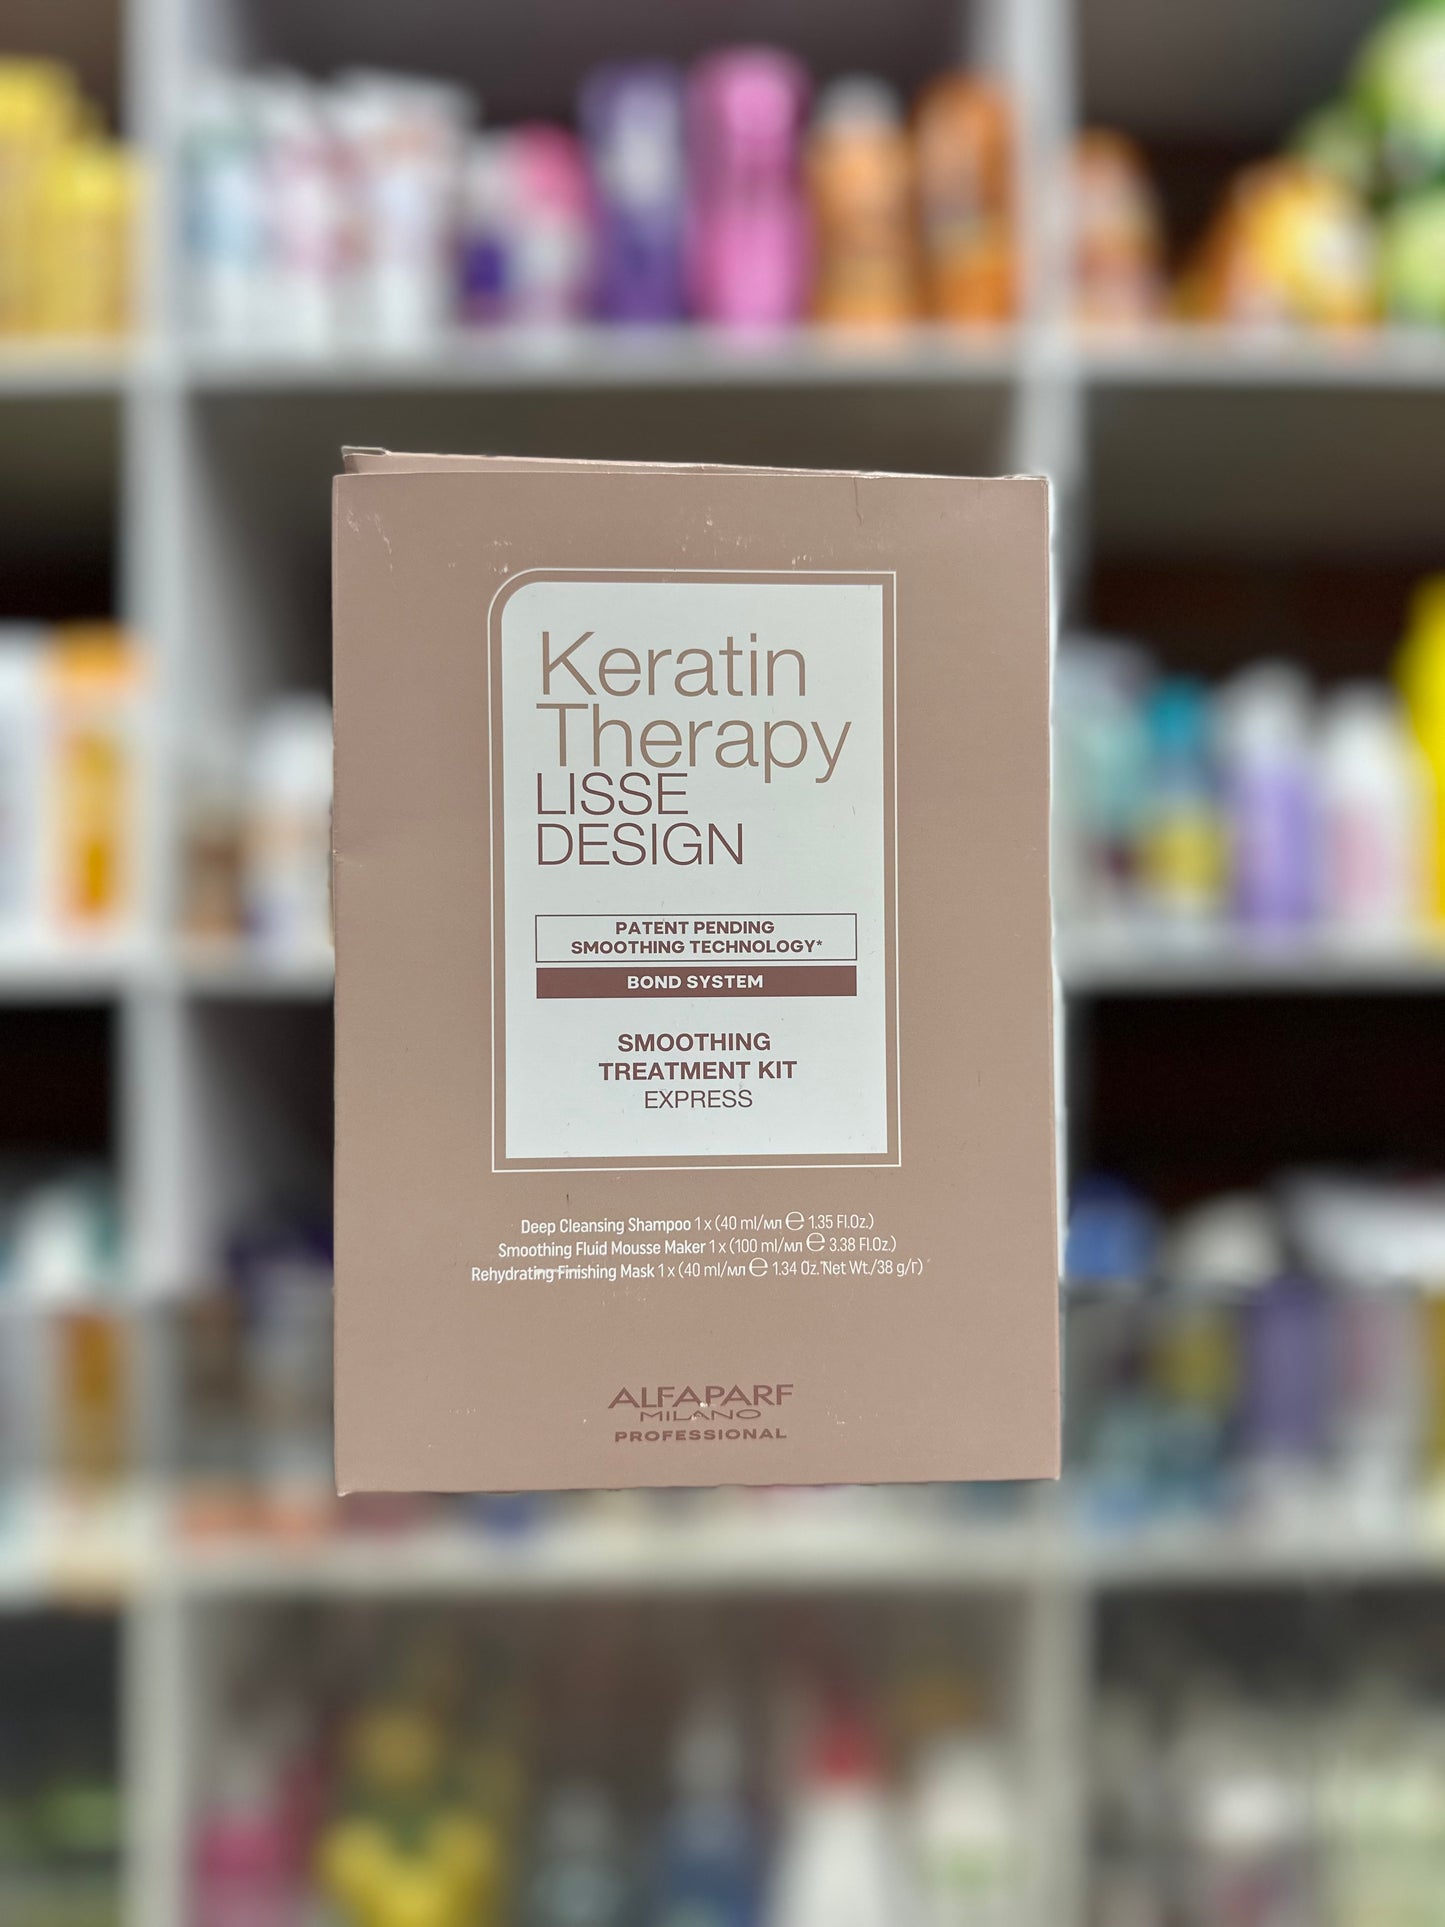 Keratin
Therapy
LISSE
DESIGN
PATENT PENDING
SMOOTHING TECHNOLOGY*
BOND SYSTEM
SMOOTHING
TREATMENT KIT
EXPRESS
Deep Cleansing Shampoo 1 x (40 ml/мл ℮ 1.35 Fl.Oz.)
Smoothing Fluid Mousse Maker 1 x (100 ml/мл ℮ 3.38 Fl.Oz.)
Rehydrating Finishing Mask 1 x (40 ml/мл ℮ 1.34 Oz. Net Wt./38 g/г)
ALFAPARF
MILANO
PROFESSIONAL